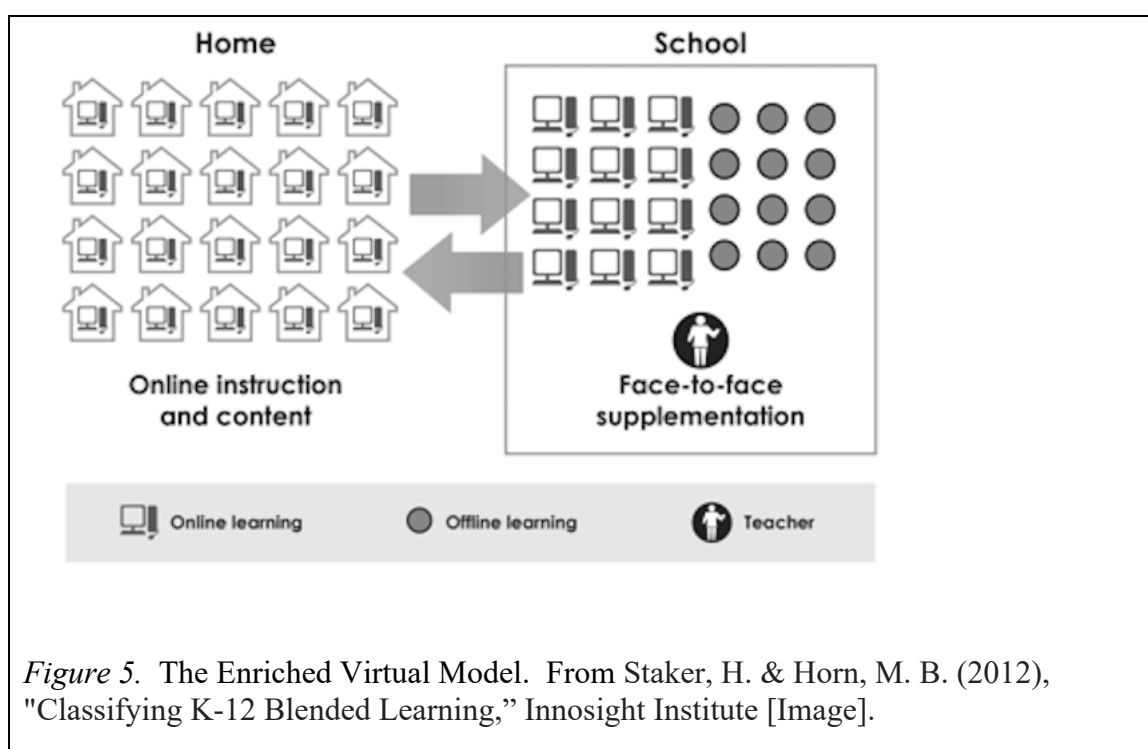 Home
School
Online instruction
and content
Face-to-face
supplementation
Online learning
Offline learning
Teacher
Figure 5.  The Enriched Virtual Model.  From Staker, H. & Horn, M. B. (2012),
"Classifying K-12 Blended Learning,” Innosight Institute [Image].